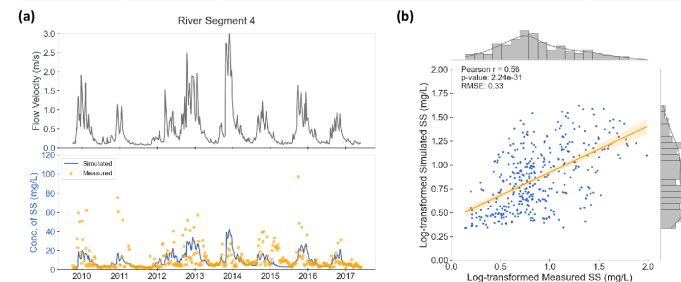 (a)
River Segment 4
Flow Velocity (m/s)
3.0
2.5
2.0
1.5
1.0
0.5
0.0
Conc. of SS (mg/L)
120
100
80
60
40
20
0
Simulated
Measured
2010 2011 2012 2013 2014 2015 2016 2017
(b)
Pearson r = 0.56
p-value: 2.24e-31
RMSE: 0.33
Log-transformed Simulated SS (mg/L)
2.00
1.75
1.50
1.25
1.00
0.75
0.50
0.25
0.00
0.0 0.5 1.0 1.5 2.0
Log-transformed Measured SS (mg/L)